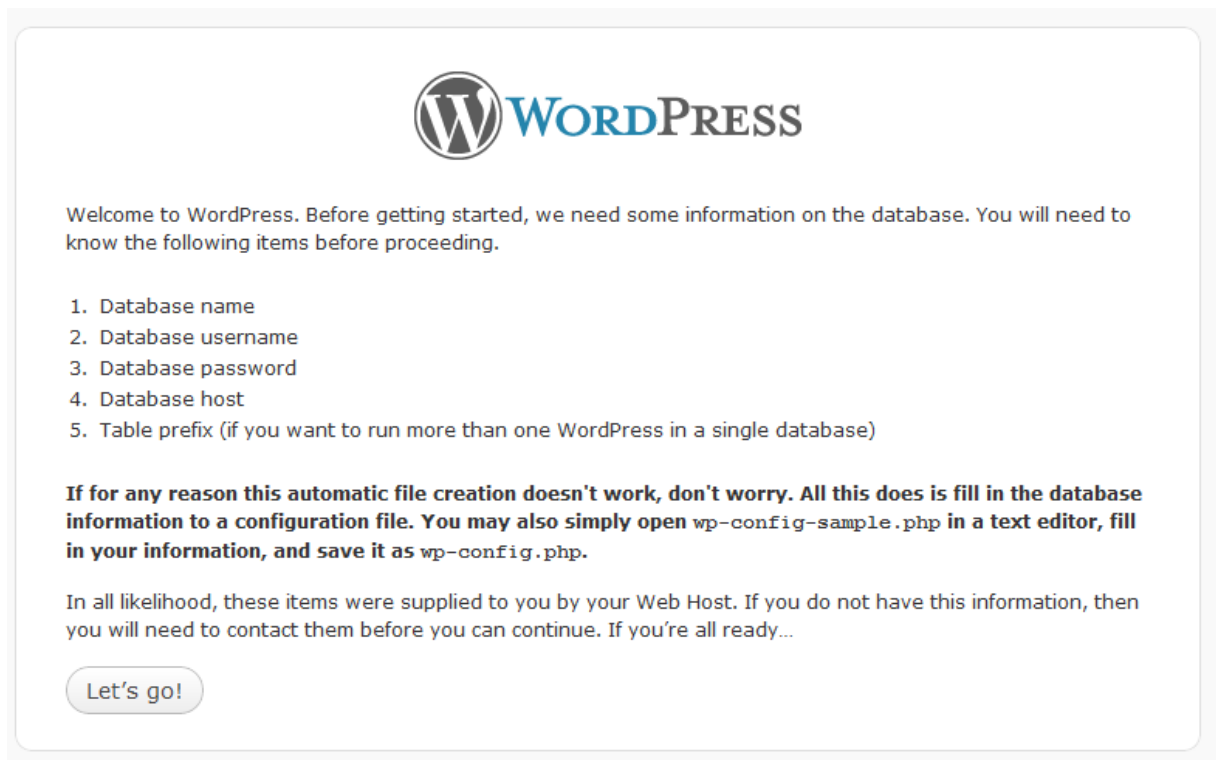 WORDPRESS
Welcome to WordPress. Before getting started, we need some information on the database. You will need to
know the following items before proceeding.
1. Database name
2. Database username
3. Database password
4. Database host
5. Table prefix (if you want to run more than one WordPress in a single database)
If for any reason this automatic file creation doesn't work, don't worry. All this does is fill in the database
information to a configuration file. You may also simply open wp-config-sample.php in a text editor, fill
in your information, and save it as wp-config.php.
In all likelihood, these items were supplied to you by your Web Host. If you do not have this information, then
you will need to contact them before you can continue. If you’re all ready…
Let’s go!